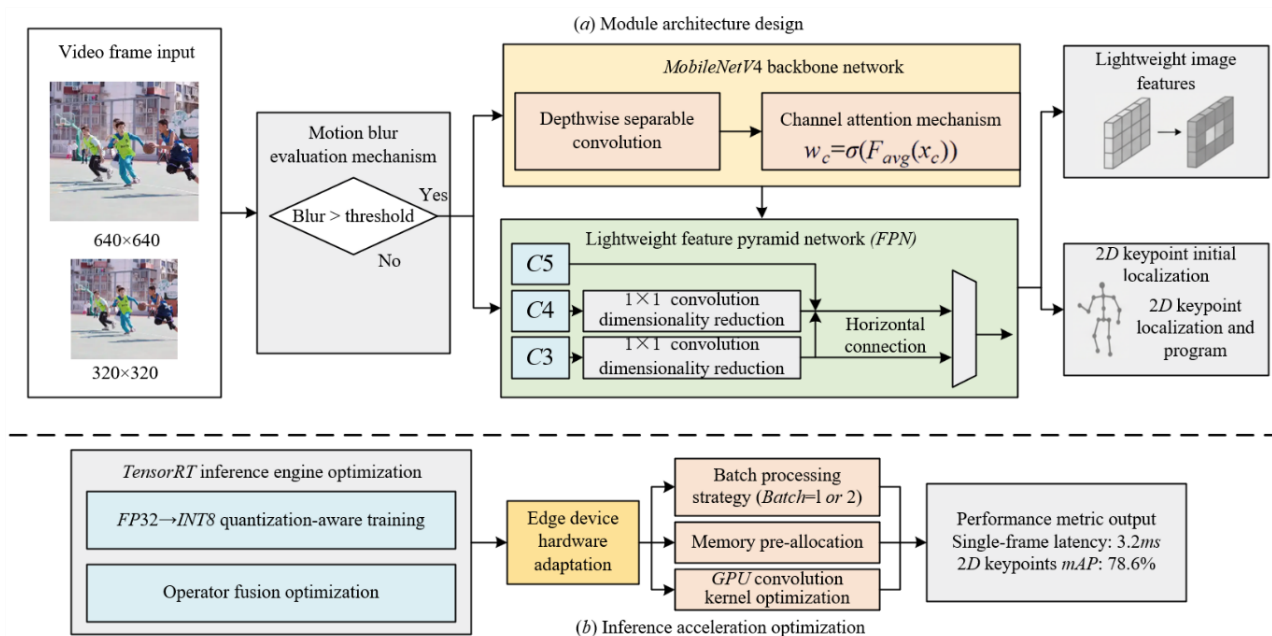 (a) Module architecture design
Video frame input
640×640
320×320
Motion blur
evaluation mechanism
Blur > threshold
Yes
No
MobileNetV4 backbone network
Depthwise separable
convolution
Channel attention mechanism
w_c=σ(F_avg(x_c))
Lightweight feature pyramid network (FPN)
C5
C4
1×1 convolution
dimensionality reduction
C3
1×1 convolution
dimensionality reduction
Horizontal
connection
Lightweight image
features
2D keypoint initial
localization
2D keypoint
localization and
program
TensorRT inference engine optimization
FP32→INT8 quantization-aware training
Operator fusion optimization
Edge device
hardware
adaptation
Batch processing
strategy (Batch=1 or 2)
Memory pre-allocation
GPU convolution
kernel optimization
Performance metric output
Single-frame latency: 3.2ms
2D keypoints mAP: 78.6%
(b) Inference acceleration optimization